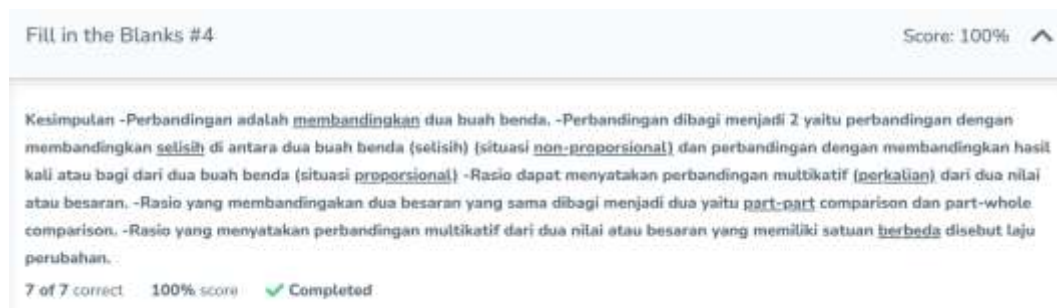 Fill in the Blanks #4 Score: 100%
Kesimpulan -Perbandingan adalah membandingkan dua buah benda. -Perbandingan dibagi menjadi 2 yaitu perbandingan dengan
membandingkan selisih di antara dua buah benda (selisih) (situasi non-proporsional) dan perbandingan dengan membandingkan hasil
kali atau bagi dari dua buah benda (situasi proporsional) -Rasio dapat menyatakan perbandingan multikatif (perkalian) dari dua nilai
atau besaran. -Rasio yang membandingakan dua besaran yang sama dibagi menjadi dua yaitu part-part comparison dan part-whole
comparison. -Rasio yang menyatakan perbandingan multikatif dari dua nilai atau besaran yang memiliki satuan berbeda disebut laju
perubahan.
7 of 7 correct 100% score Completed